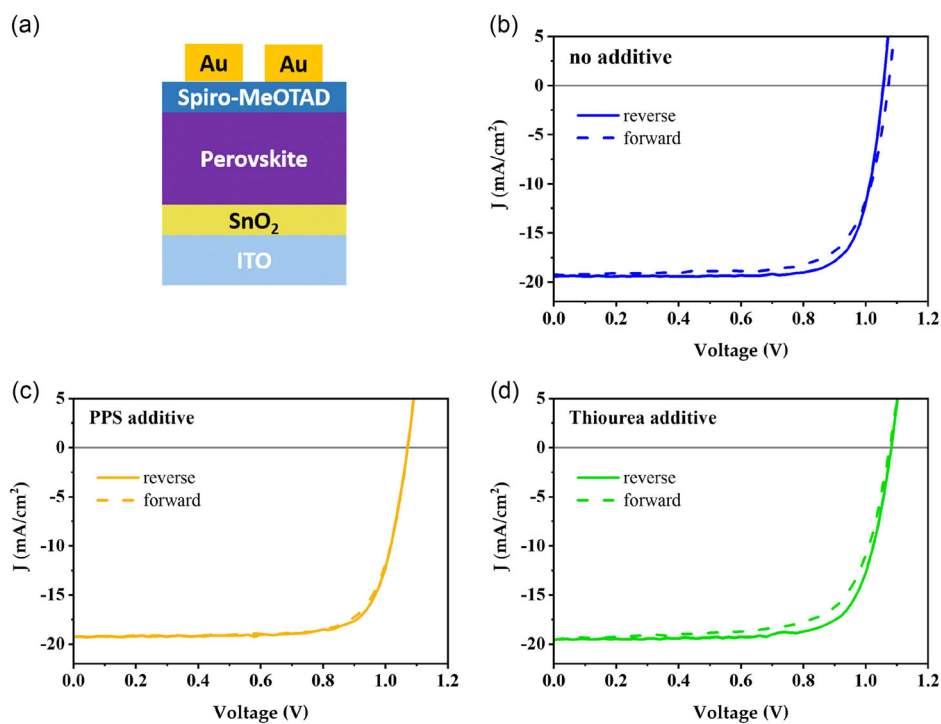 (a)
Au Au
Spiro-MeOTAD
Perovskite
SnO₂
ITO
(b)
no additive
reverse
forward
J (mA/cm²)
5
0
-5
-10
-15
-20
0.0 0.2 0.4 0.6 0.8 1.0 1.2
Voltage (V)
(c)
PPS additive
reverse
forward
J (mA/cm²)
5
0
-5
-10
-15
-20
0.0 0.2 0.4 0.6 0.8 1.0 1.2
Voltage (V)
(d)
Thiourea additive
reverse
forward
J (mA/cm²)
5
0
-5
-10
-15
-20
0.0 0.2 0.4 0.6 0.8 1.0 1.2
Voltage (V)